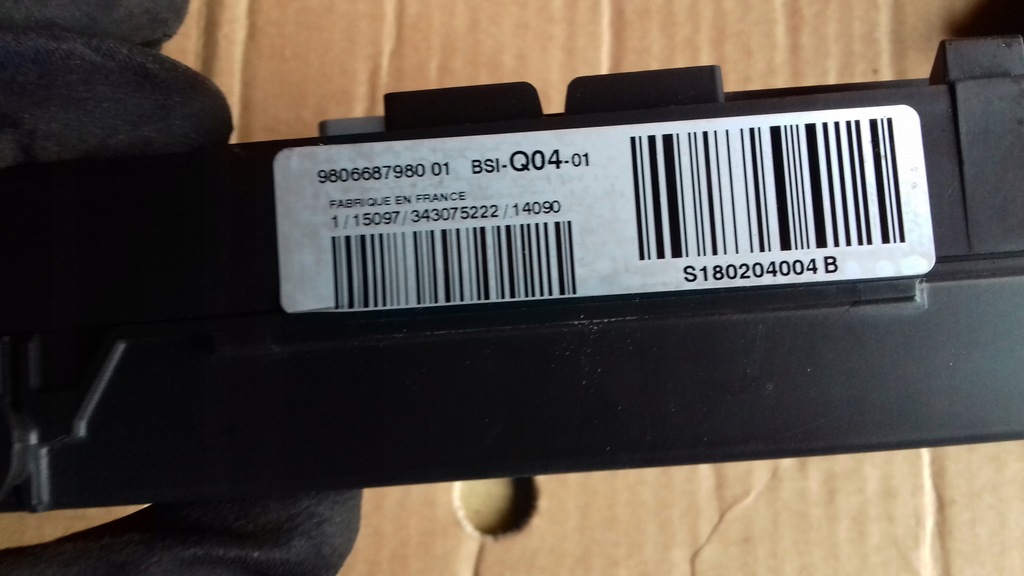 9806687980 01 BSI-Q04-01
FABRIQUE EN FRANCE
1/15097/343075222/14090
S180204004 B